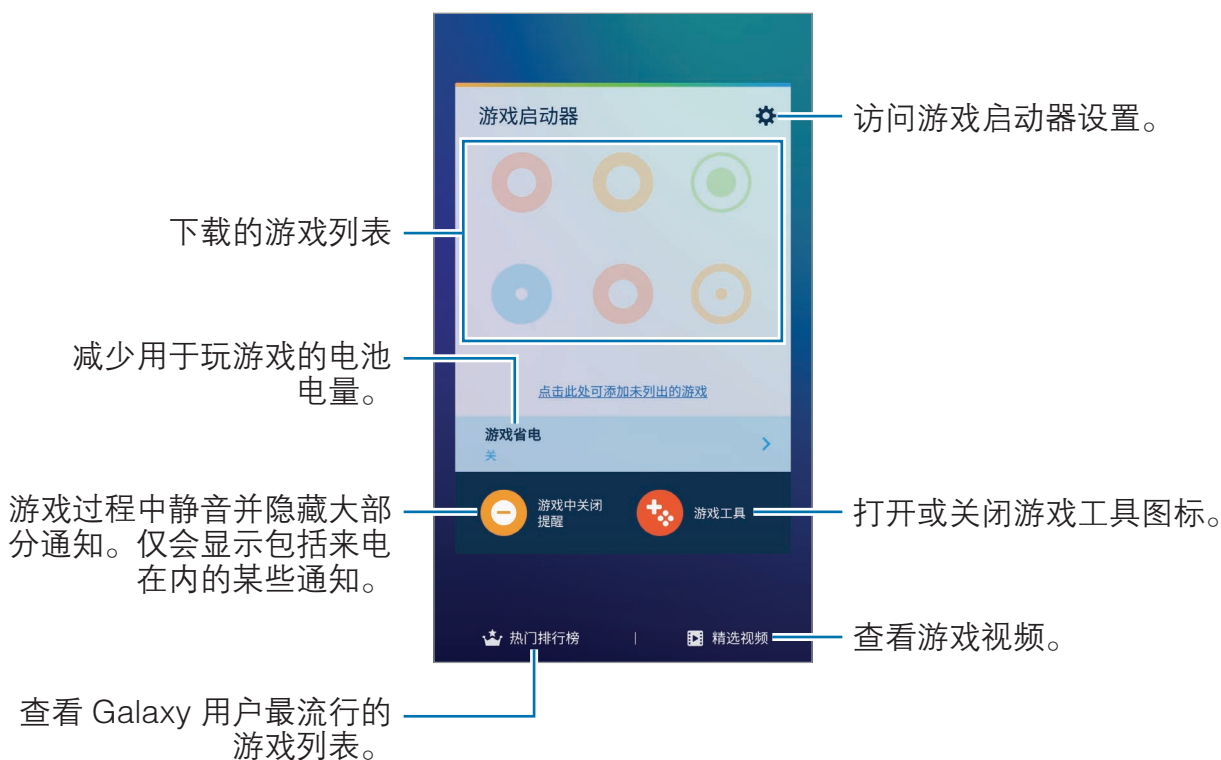 游戏启动器
访问游戏启动器设置。
下载的游戏列表
减少用于玩游戏的电池
电量。
点击此处可添加未列出的游戏
游戏省电
关
游戏过程中静音并隐藏大部
分通知。仅会显示包括来电
在内的某些通知。
游戏中关闭
提醒
游戏工具
打开或关闭游戏工具图标。
热门排行榜
精选视频
查看游戏视频。
查看 Galaxy 用户最流行的
游戏列表。